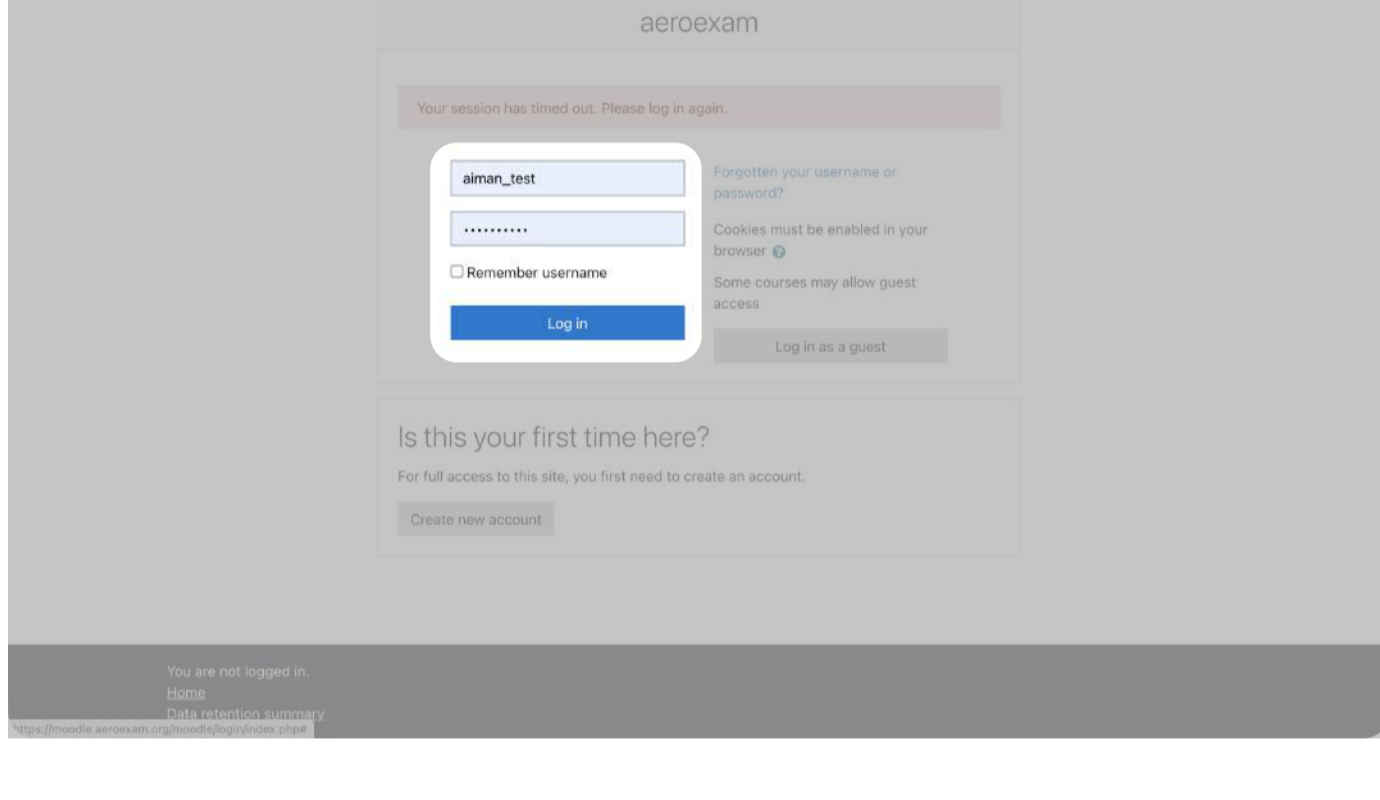 aeroexam
Your session has timed out. Please log in again.
aiman_test
••••••••••
Remember username
Log in
Forgotten your username or
password?
Cookies must be enabled in your
browser
Some courses may allow guest
access
Log in as a guest
Is this your first time here?
For full access to this site, you first need to create an account.
Create new account
You are not logged in.
Home
Data retention summary
https://moodle.aeroexam.org/moodle/login/index.php#